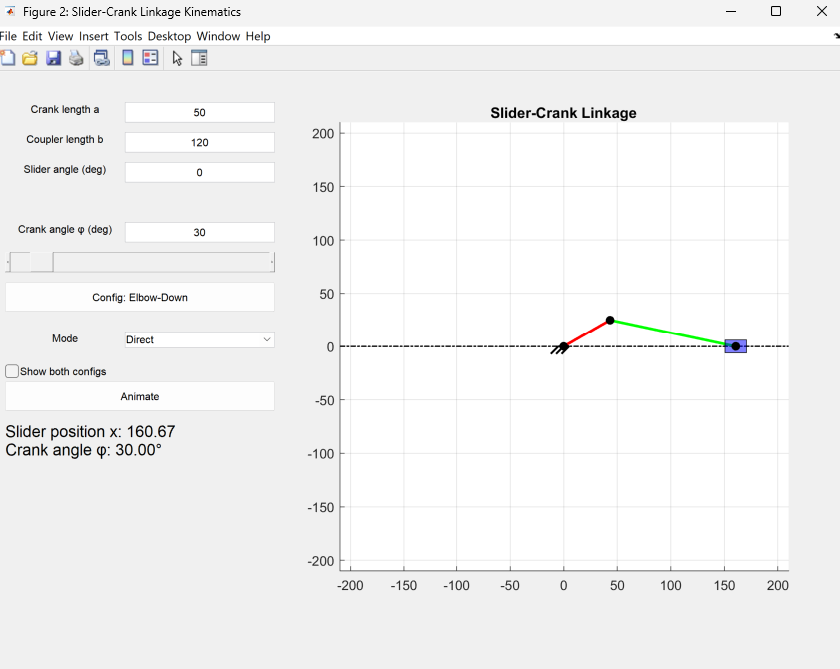 Figure 2: Slider-Crank Linkage Kinematics
File Edit View Insert Tools Desktop Window Help
Crank length a 50
Coupler length b 120
Slider angle (deg) 0
Crank angle φ (deg) 30
Config: Elbow-Down
Mode Direct
Show both configs
Animate
Slider position x: 160.67
Crank angle φ: 30.00°
Slider-Crank Linkage
200
150
100
50
0
-50
-100
-150
-200
-200 -150 -100 -50 0 50 100 150 200